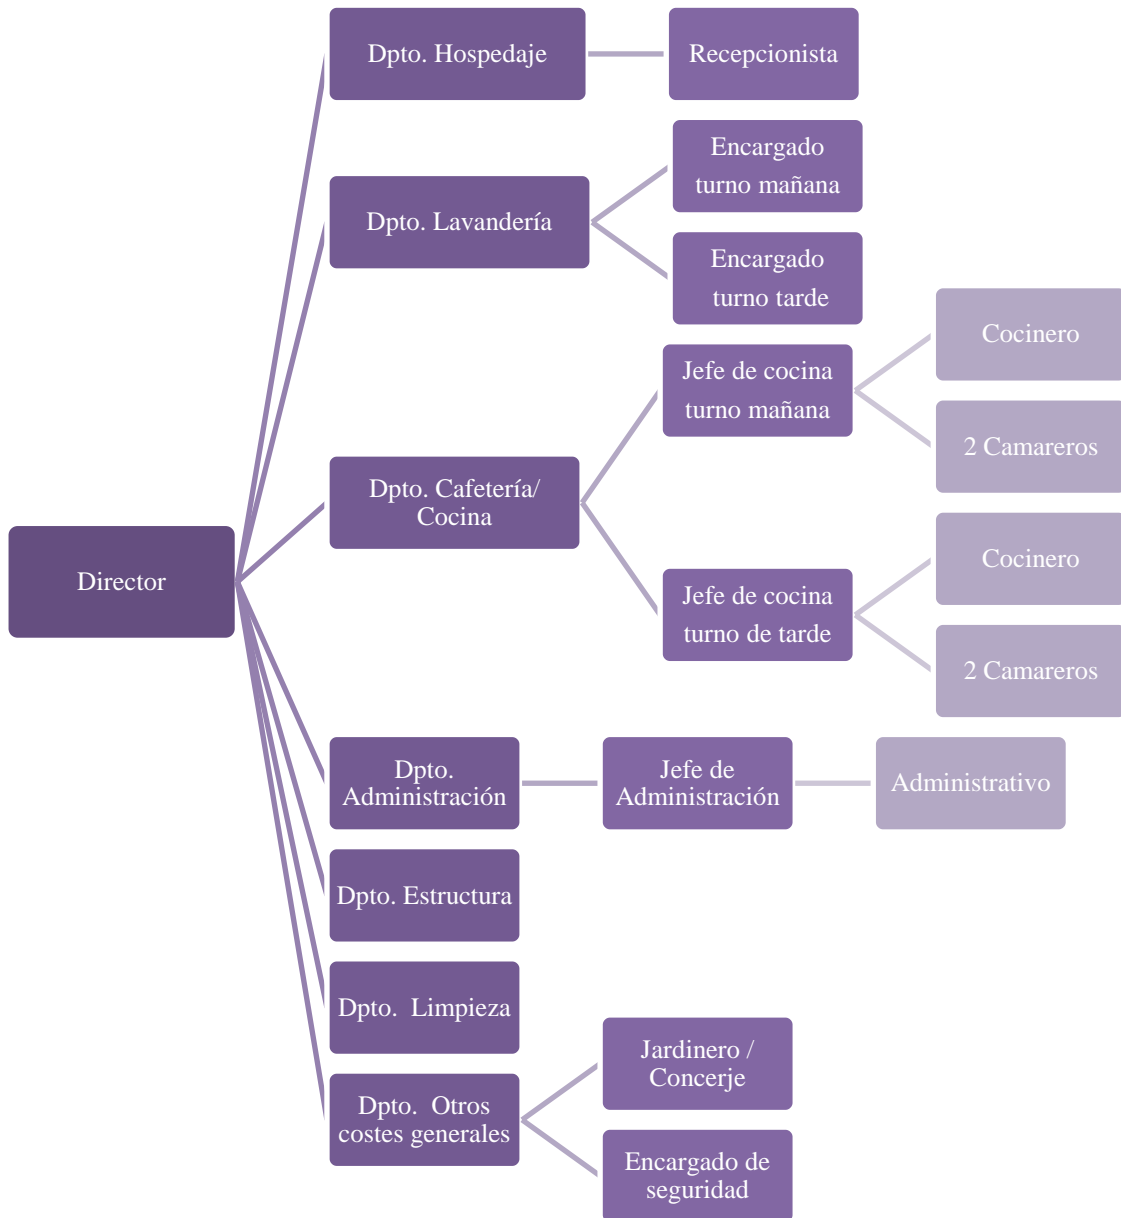 Dpto. Hospedaje
Recepcionista
Dpto. Lavandería
Encargado
turno mañana
Encargado
turno tarde
Dpto. Cafetería/
Cocina
Jefe de cocina
turno mañana
Cocinero
2 Camareros
Jefe de cocina
turno de tarde
Cocinero
2 Camareros
Director
Dpto.
Administración
Jefe de
Administración
Administrativo
Dpto. Estructura
Dpto.  Limpieza
Dpto.  Otros
costes generales
Jardinero /
Concerje
Encargado de
seguridad